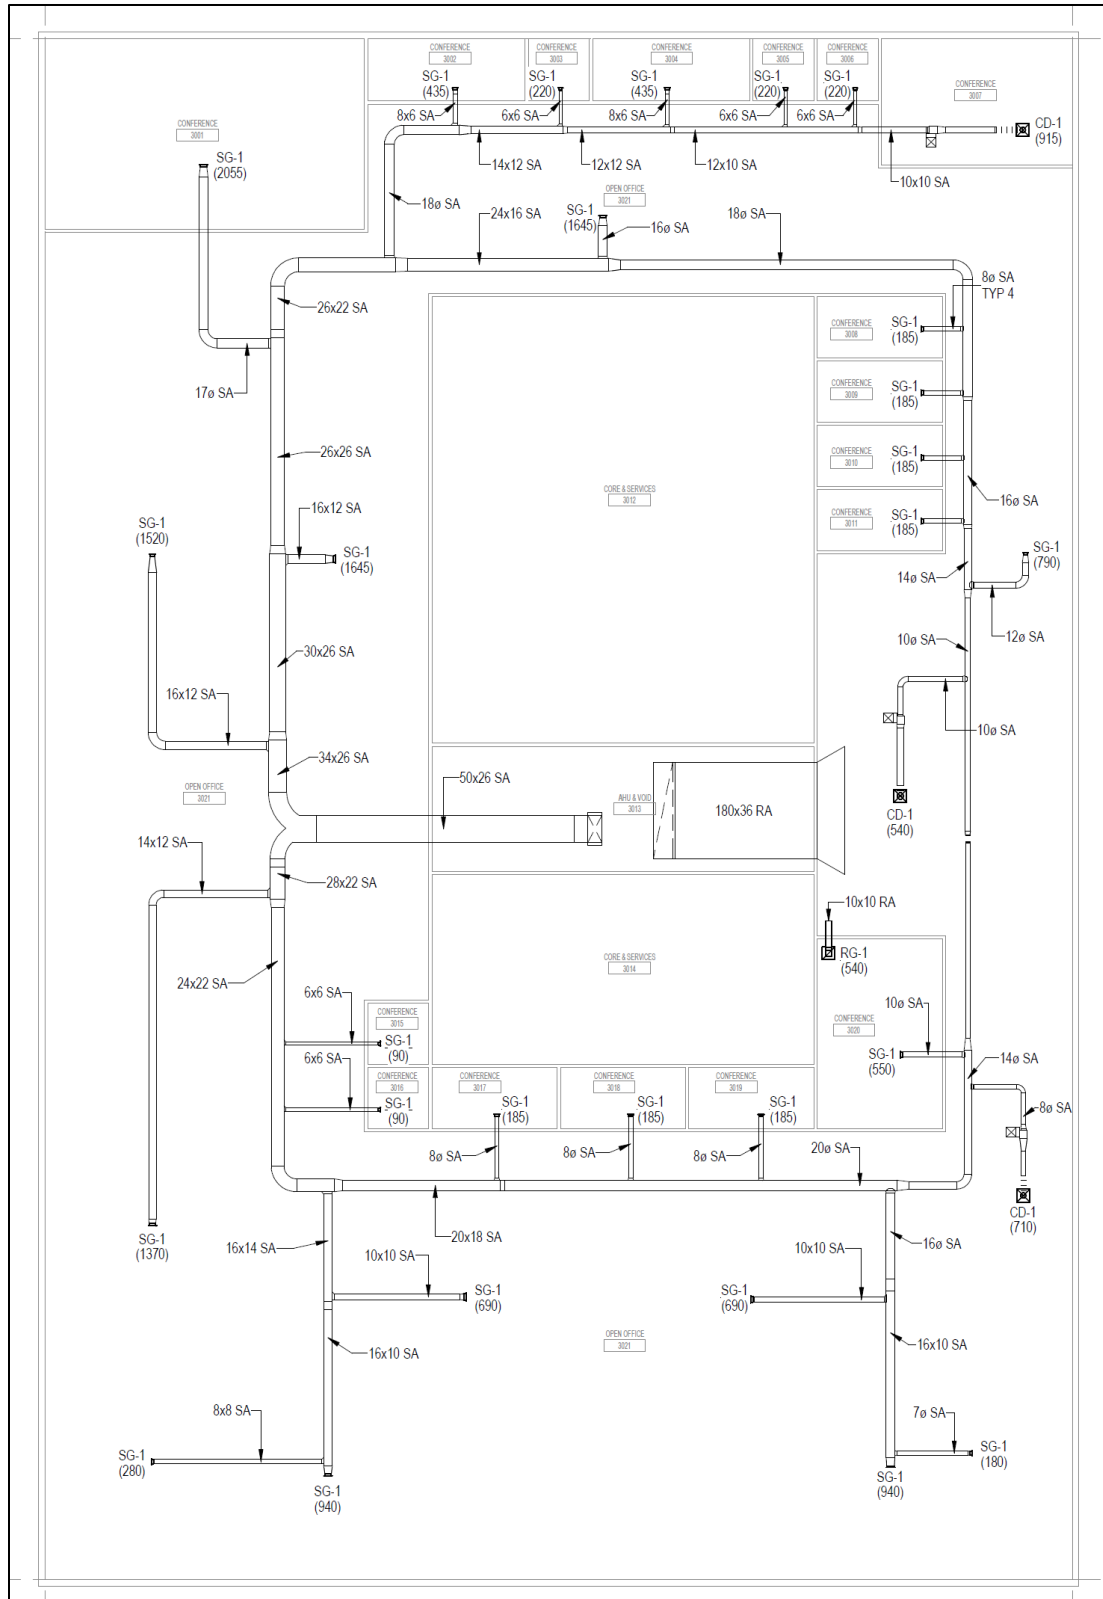 CONFERENCE
3002
CONFERENCE
3003
CONFERENCE
3004
CONFERENCE
3005
CONFERENCE
3006
SG-1
(435)
SG-1
(220)
SG-1
(435)
SG-1
(220)
SG-1
(220)
CONFERENCE
3007
8x6 SA
6x6 SA
8x6 SA
6x6 SA
6x6 SA
CONFERENCE
3001
CD-1
(915)
SG-1
(2055)
14x12 SA
12x12 SA
12x10 SA
10x10 SA
OPEN OFFICE
3021
18ø SA
24x16 SA
SG-1
(1645)
16ø SA
18ø SA
8ø SA
TYP 4
26x22 SA
CONFERENCE
3008
SG-1
(185)
17ø SA
CONFERENCE
3009
SG-1
(185)
26x26 SA
CONFERENCE
3010
SG-1
(185)
CORE & SERVICES
3012
16x12 SA
16ø SA
CONFERENCE
3011
SG-1
(185)
SG-1
(1520)
SG-1
(1645)
SG-1
(790)
14ø SA
12ø SA
10ø SA
30x26 SA
16x12 SA
10ø SA
34x26 SA
50x26 SA
OPEN OFFICE
3021
AHU & VOID
3013
180x36 RA
CD-1
(540)
14x12 SA
28x22 SA
10x10 RA
CORE & SERVICES
3014
RG-1
(540)
24x22 SA
6x6 SA
CONFERENCE
3015
SG-1
(90)
10ø SA
CONFERENCE
3020
SG-1
(550)
6x6 SA
14ø SA
CONFERENCE
3016
SG-1
(90)
CONFERENCE
3017
SG-1
(185)
CONFERENCE
3018
SG-1
(185)
CONFERENCE
3019
SG-1
(185)
8ø SA
8ø SA
8ø SA
8ø SA
20ø SA
CD-1
(710)
SG-1
(1370)
16x14 SA
20x18 SA
16ø SA
10x10 SA
10x10 SA
SG-1
(690)
SG-1
(690)
OPEN OFFICE
3021
16x10 SA
16x10 SA
8x8 SA
7ø SA
SG-1
(280)
SG-1
(940)
SG-1
(940)
SG-1
(180)